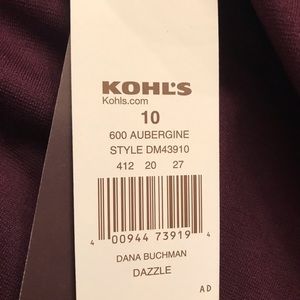 KOHL'S
Kohls.com
10
600 AUBERGINE
STYLE DM43910
412 20 27
4 00944 73919 4
DANA BUCHMAN
DAZZLE
AD